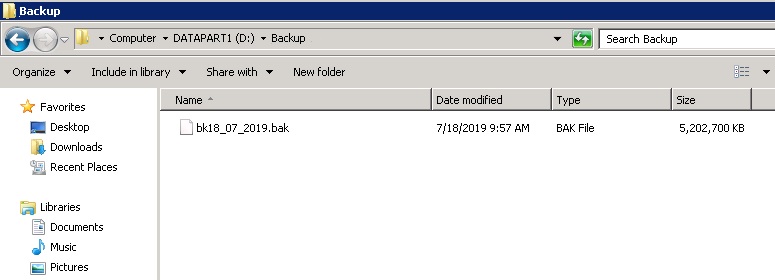 Backup
Computer DATAPART1 (D:) Backup Search Backup
Organize Include in library Share with New folder
Favorites
Desktop
Downloads
Recent Places
Libraries
Documents
Music
Pictures
Name Date modified Type Size
bk18_07_2019.bak 7/18/2019 9:57 AM BAK File 5,202,700 KB